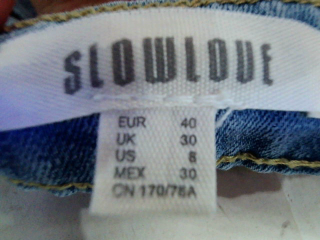 SLOWLOVE
EUR 40
UK 30
US 8
MEX 30
CN 170/76A